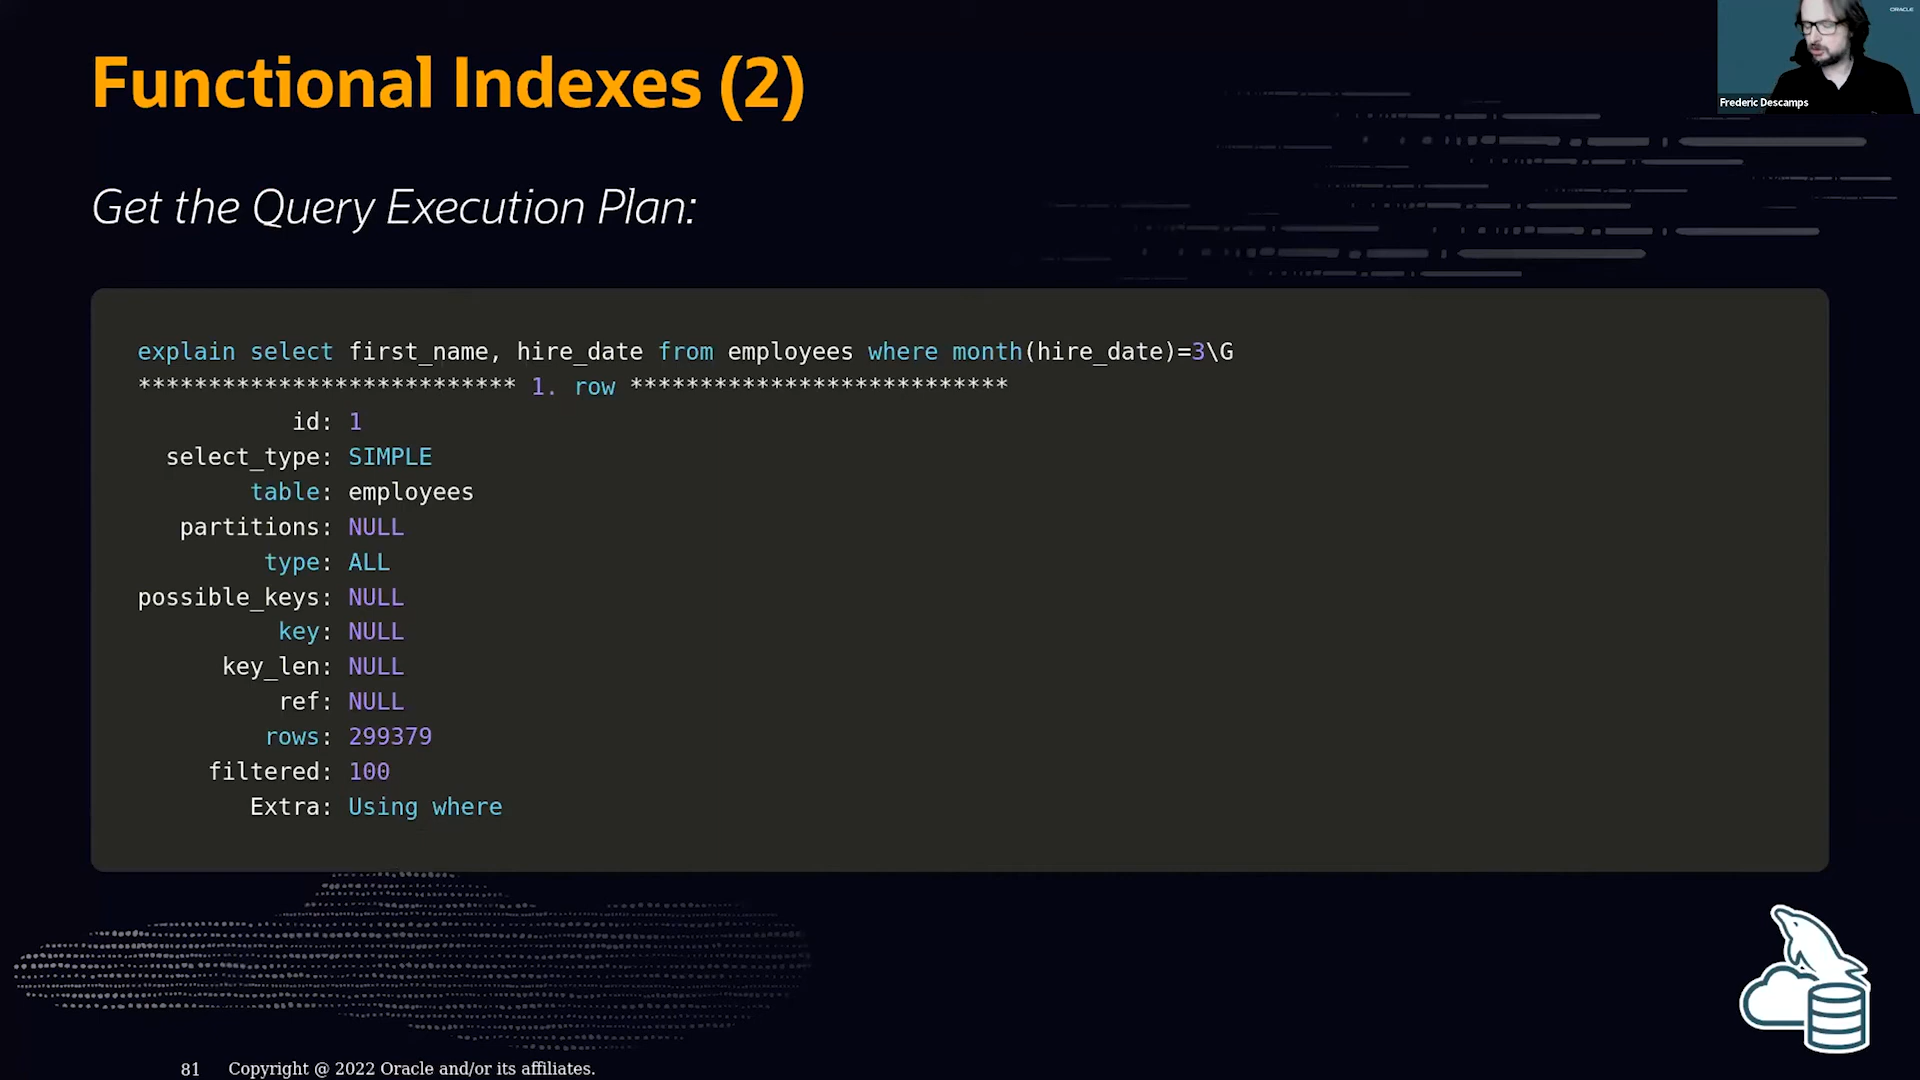 ORACLE
Frederic Descamps
Functional Indexes (2)
Get the Query Execution Plan:
explain select first_name, hire_date from employees where month(hire_date)=3\G
*************************** 1. row ***************************
id: 1
select_type: SIMPLE
table: employees
partitions: NULL
type: ALL
possible_keys: NULL
key: NULL
key_len: NULL
ref: NULL
rows: 299379
filtered: 100
Extra: Using where
81 Copyright @ 2022 Oracle and/or its affiliates.